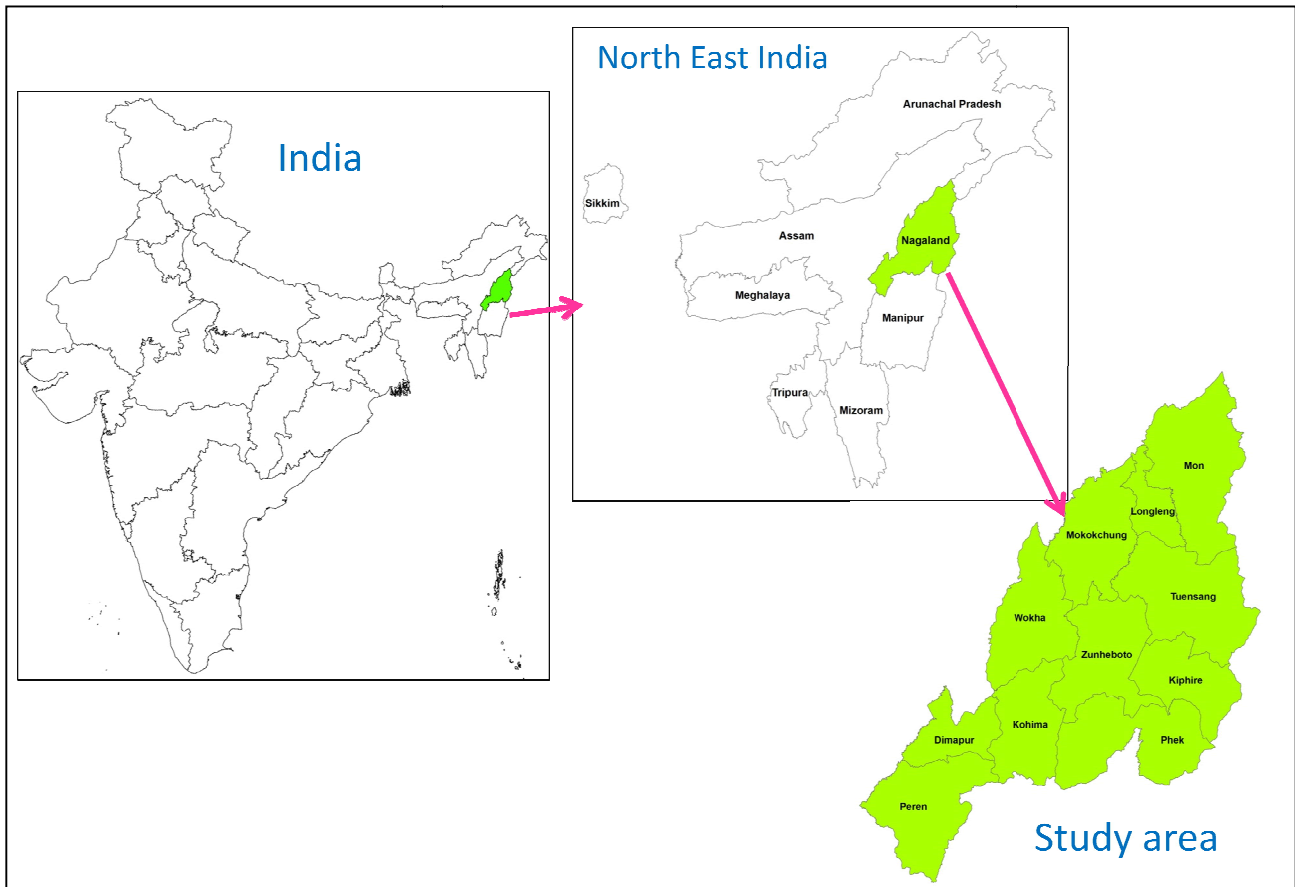 India
North East India
Arunachal Pradesh
Sikkim
Assam
Nagaland
Meghalaya
Manipur
Tripura
Mizoram
Mon
Longleng
Mokokchung
Tuensang
Wokha
Zunheboto
Kiphire
Kohima
Dimapur
Phek
Peren
Study area